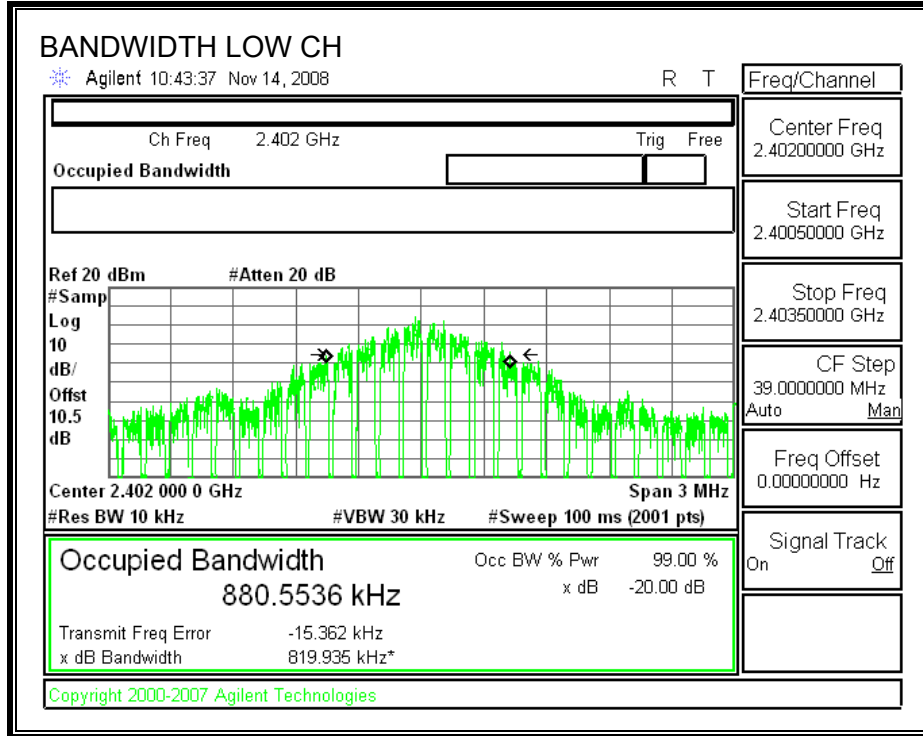 BANDWIDTH LOW CH
Agilent 10:43:37 Nov 14, 2008 R T
Freq/Channel
Ch Freq 2.402 GHz Trig Free
Occupied Bandwidth
Center Freq
2.40200000 GHz
Start Freq
2.40050000 GHz
Stop Freq
2.40350000 GHz
CF Step
39.0000000 MHz
Auto Man
Freq Offset
0.00000000 Hz
Signal Track
On Off
Ref 20 dBm #Atten 20 dB
#Samp
Log
10
dB/
Offst
10.5
dB
Center 2.402 000 0 GHz Span 3 MHz
#Res BW 10 kHz #VBW 30 kHz #Sweep 100 ms (2001 pts)
Occupied Bandwidth Occ BW % Pwr 99.00 %
880.5536 kHz x dB -20.00 dB
Transmit Freq Error -15.362 kHz
x dB Bandwidth 819.935 kHz*
Copyright 2000-2007 Agilent Technologies